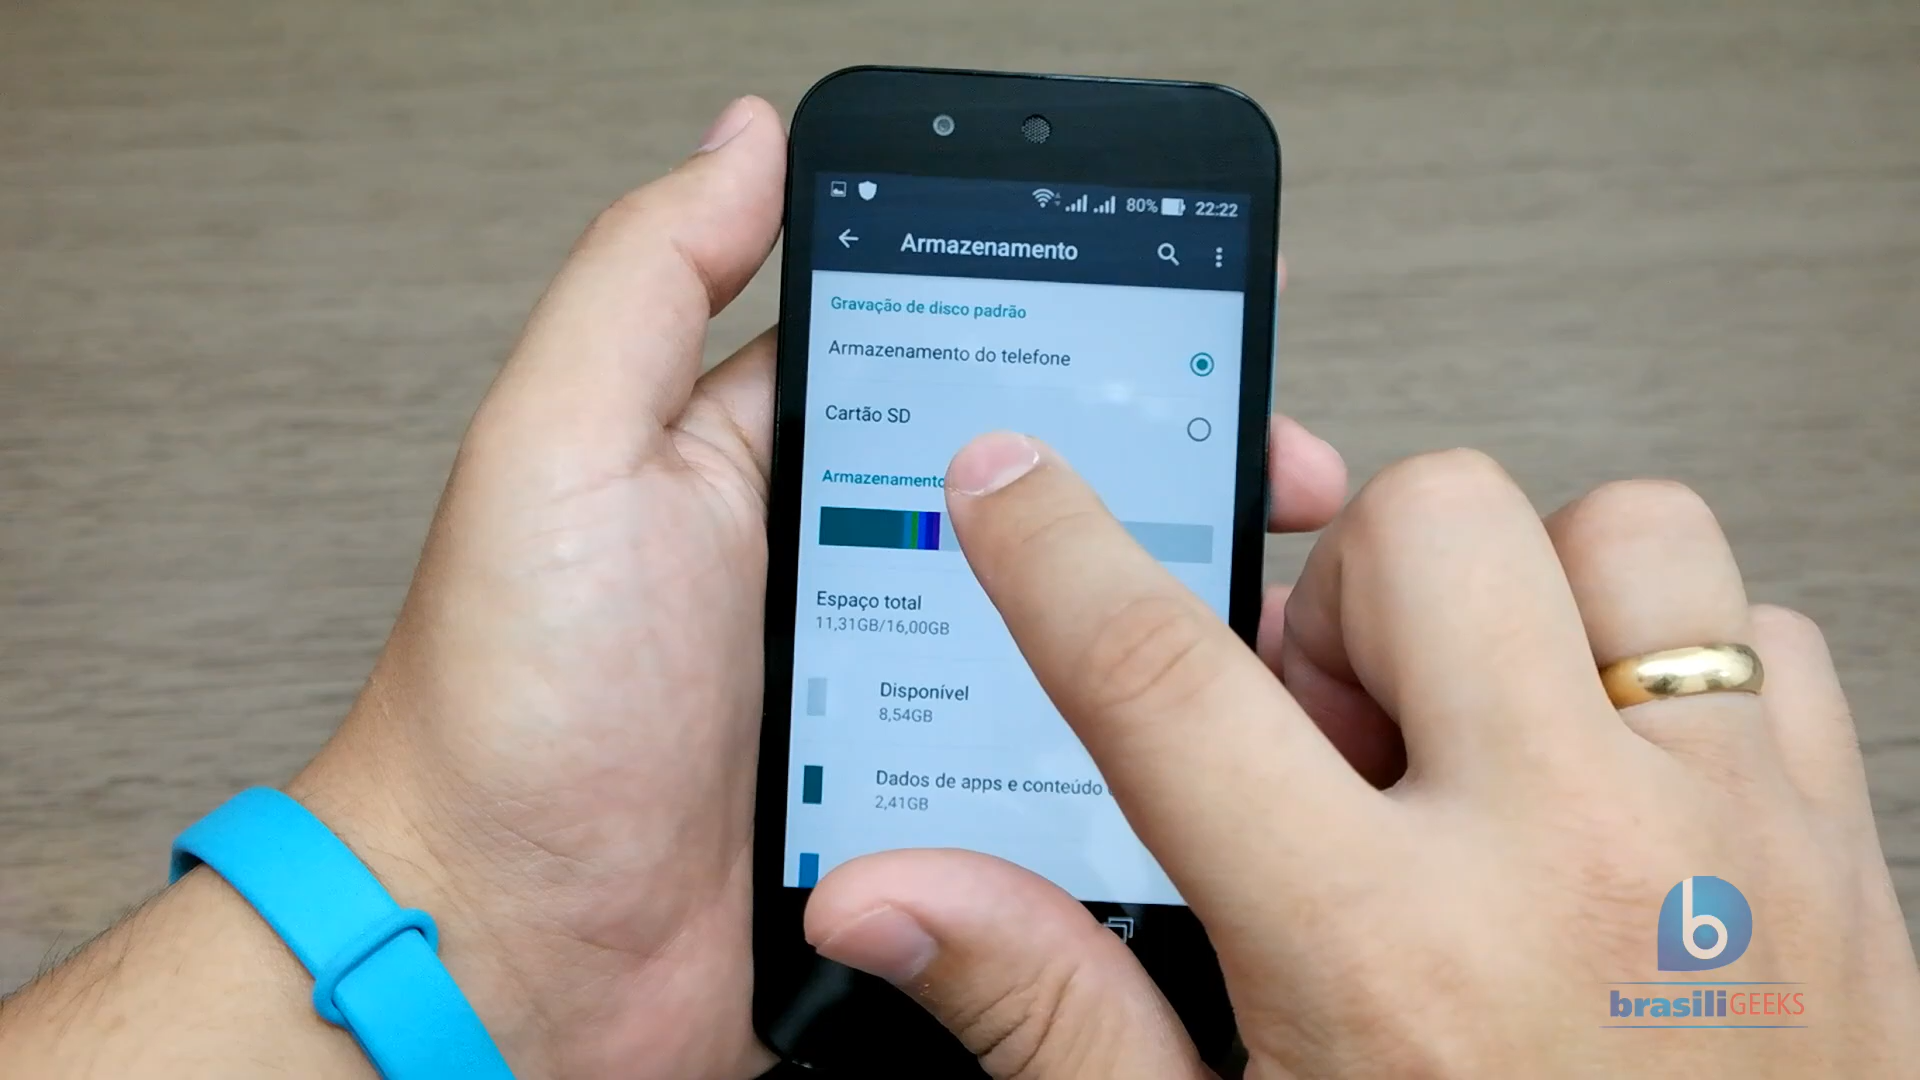 80% 22:22
Armazenamento
Gravação de disco padrão
Armazenamento do telefone
Cartão SD
Armazenamento
Espaço total
11,31GB/16,00GB
Disponível
8,54GB
Dados de apps e conteúdo
2,41GB
b
brasiliGEEKS